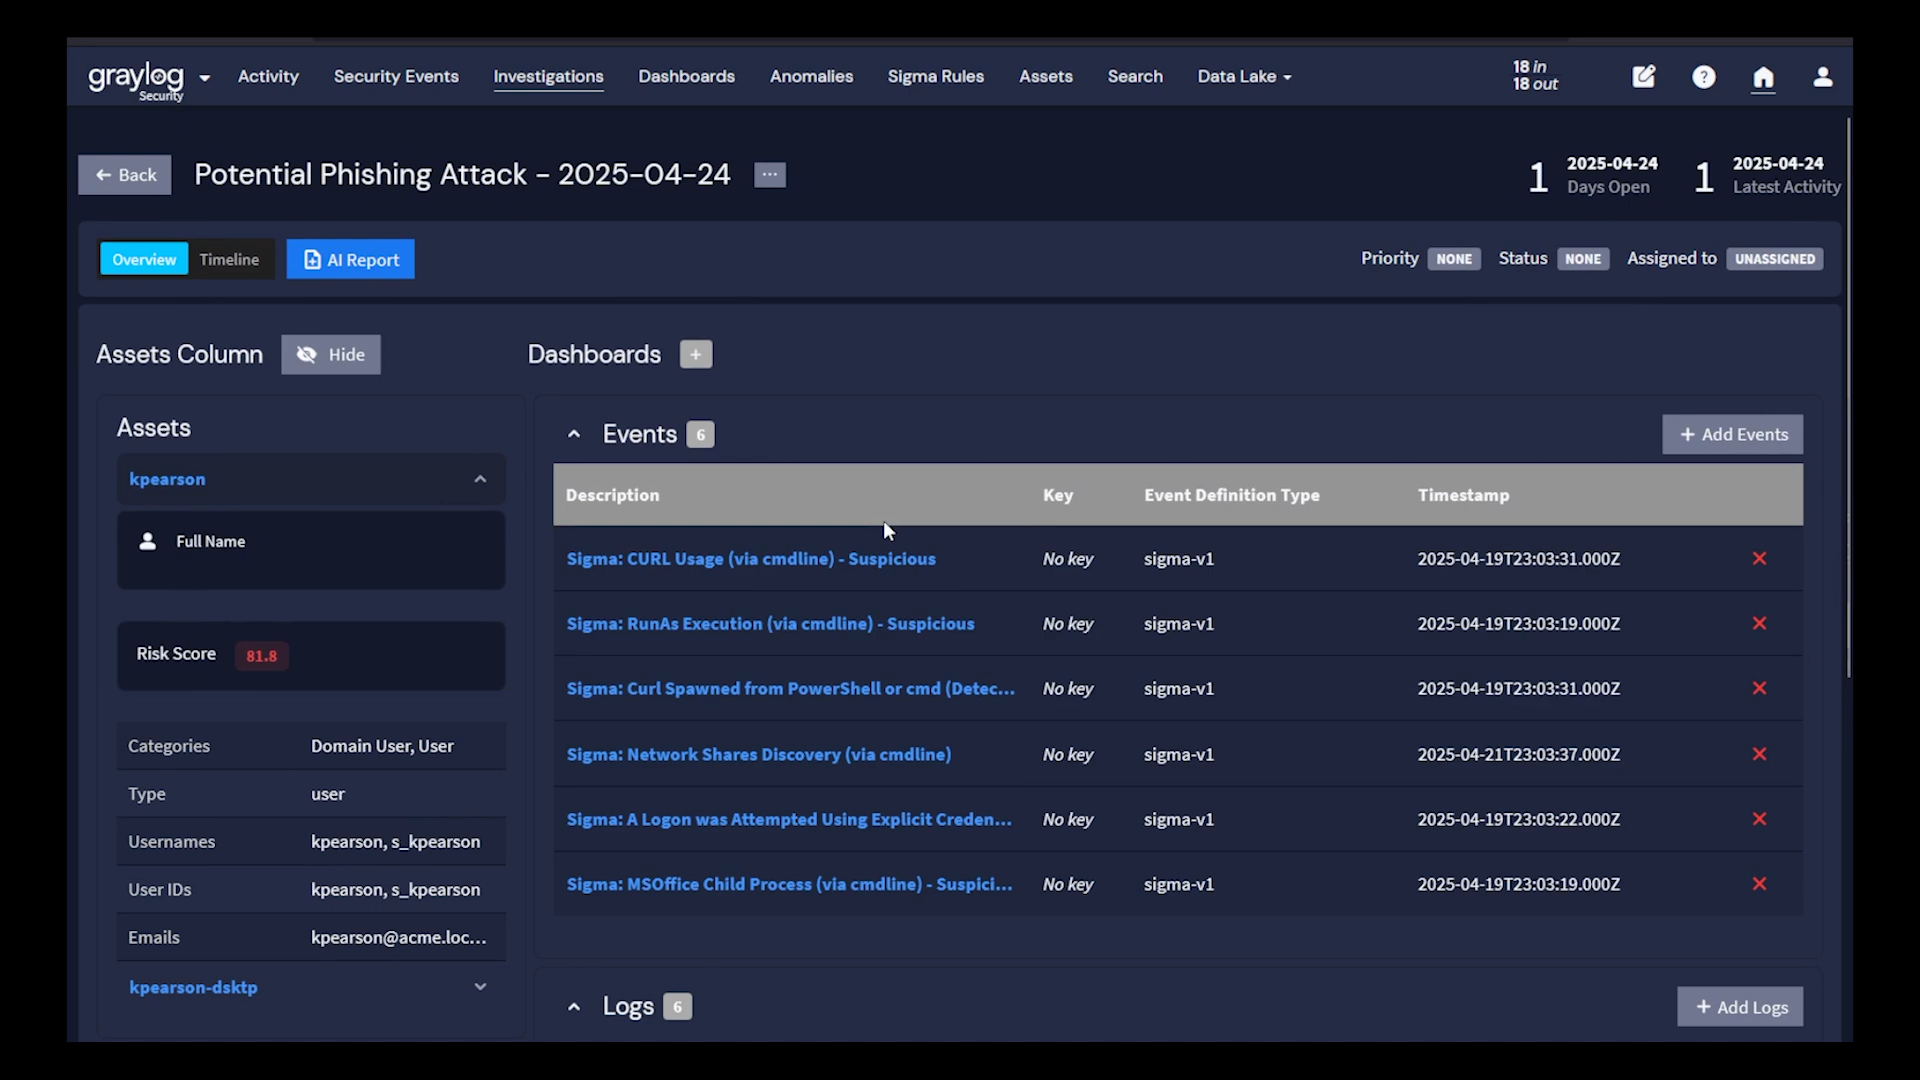 graylog Security Activity Security Events Investigations Dashboards Anomalies Sigma Rules Assets Search Data Lake 18 in
18 out
← Back Potential Phishing Attack - 2025-04-24 ... 1 2025-04-24 Days Open 1 2025-04-24 Latest Activity
Overview Timeline AI Report Priority NONE Status NONE Assigned to UNASSIGNED
Assets Column Hide Dashboards +
Assets
kpearson
Full Name
Risk Score 81.8
Categories Domain User, User
Type user
Usernames kpearson, s_kpearson
User IDs kpearson, s_kpearson
Emails kpearson@acme.loc...
kpearson-dsktp
Events 6 + Add Events
Description Key Event Definition Type Timestamp
Sigma: CURL Usage (via cmdline) - Suspicious No key sigma-v1 2025-04-19T23:03:31.000Z
Sigma: RunAs Execution (via cmdline) - Suspicious No key sigma-v1 2025-04-19T23:03:19.000Z
Sigma: Curl Spawned from PowerShell or cmd (Detec... No key sigma-v1 2025-04-19T23:03:31.000Z
Sigma: Network Shares Discovery (via cmdline) No key sigma-v1 2025-04-21T23:03:37.000Z
Sigma: A Logon was Attempted Using Explicit Creden... No key sigma-v1 2025-04-19T23:03:22.000Z
Sigma: MSOffice Child Process (via cmdline) - Suspici... No key sigma-v1 2025-04-19T23:03:19.000Z
Logs 6 + Add Logs